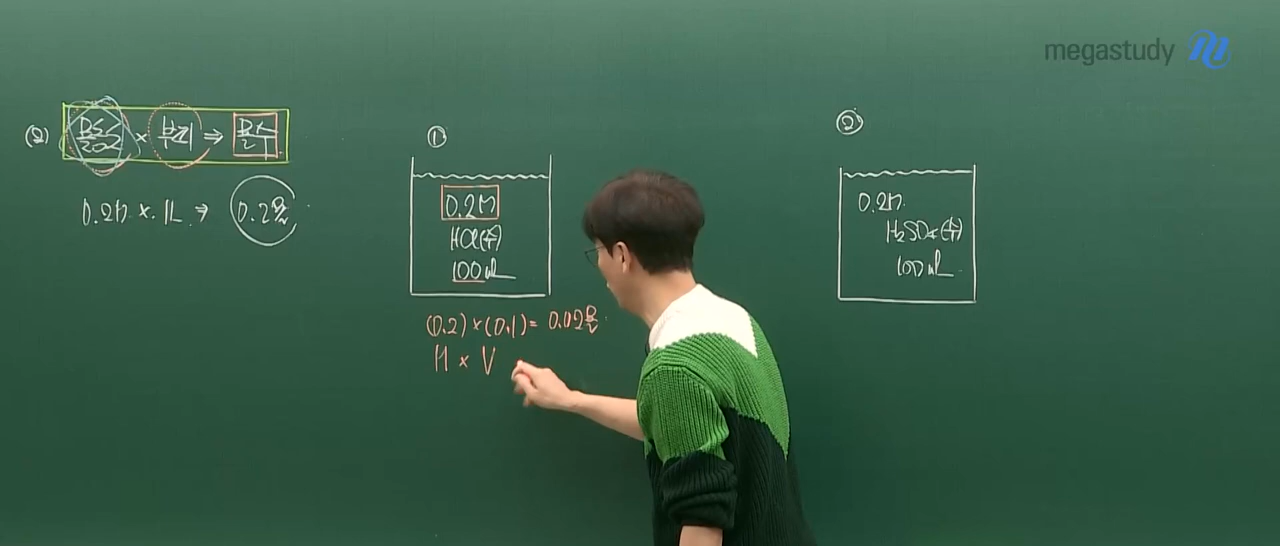 megastudy
(2) 몰농도 × 부피 ⇒ 몰수
0.2M × 1L ⇒ 0.2몰
①
0.2M
HCl(수)
100mL
(0.2) × (0.1) = 0.02몰
M × V
②
0.2M
H₂SO₄(수)
100mL